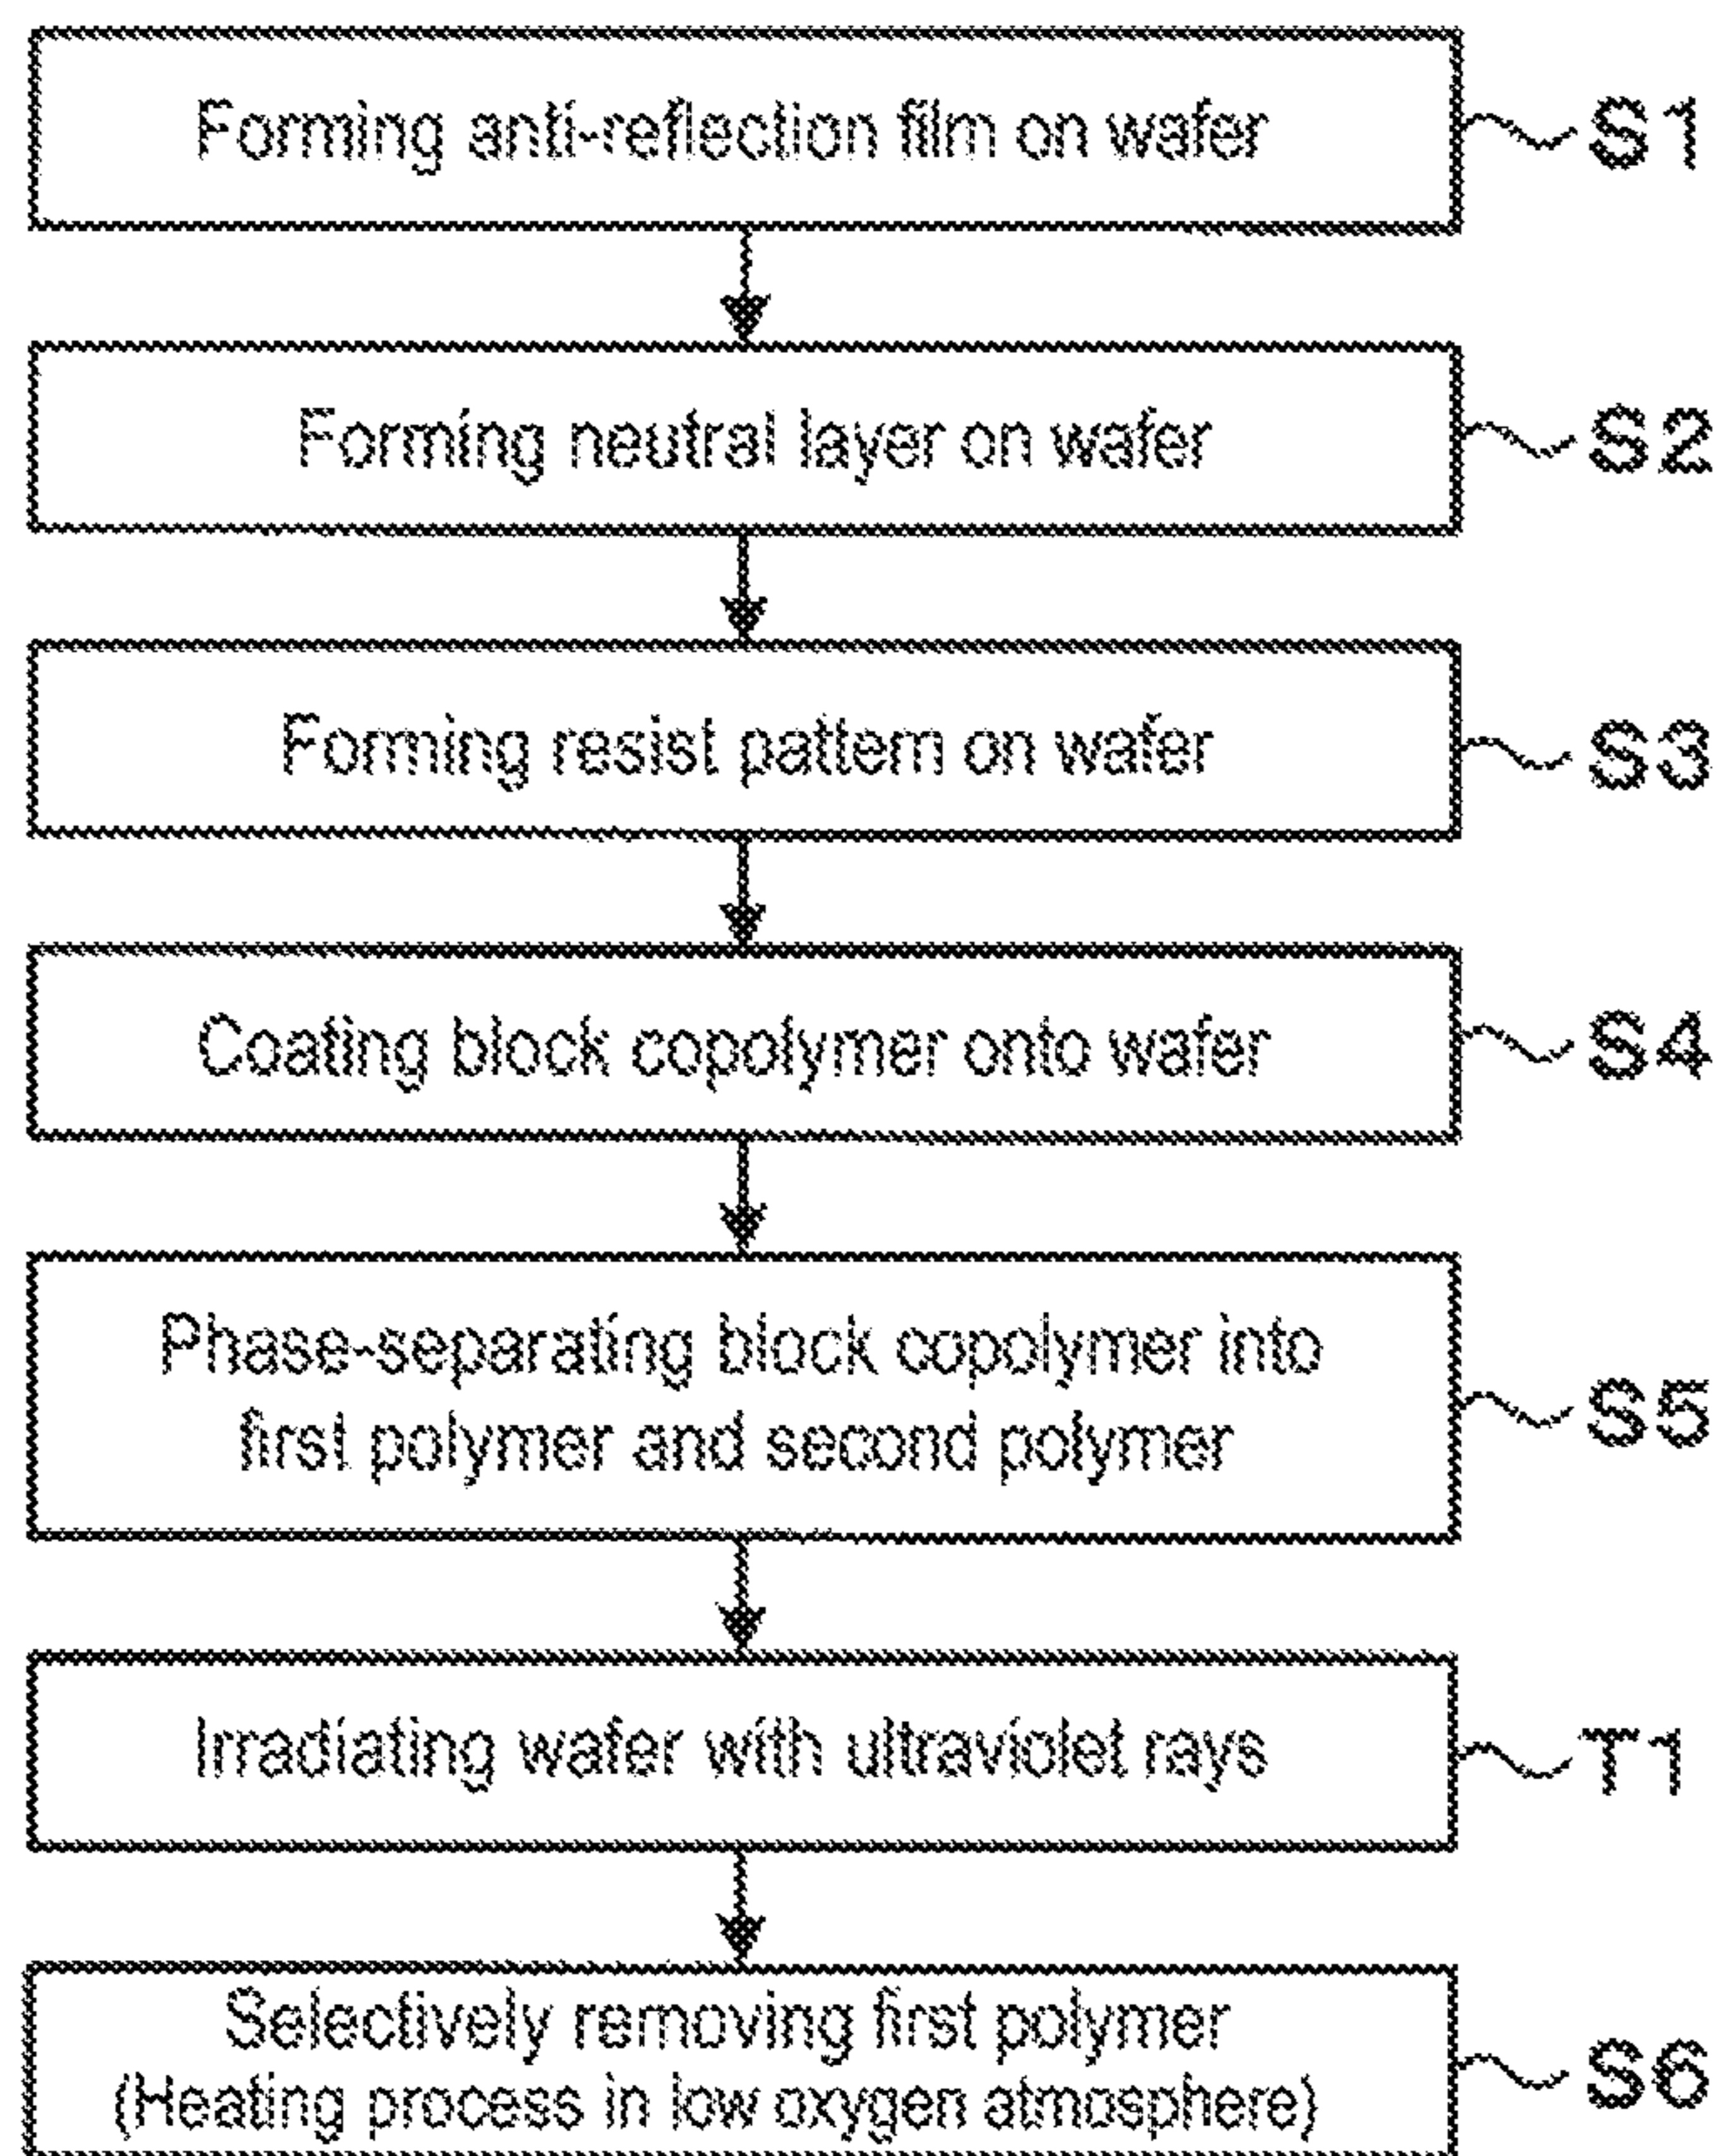 Forming anti-reflection film on wafer S1
Forming neutral layer on wafer S2
Forming resist pattern on wafer S3
Coating block copolymer onto wafer S4
Phase-separating block copolymer into
first polymer and second polymer S5
Irradiating wafer with ultraviolet rays T1
Selectively removing first polymer
(Heating process in low oxygen atmosphere) S6